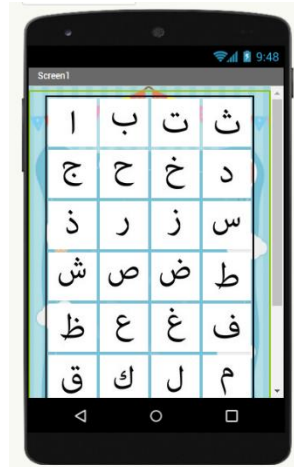 9:48
Screen1
ا ب ت ث
ج ح خ د
ذ ر ز س
ش ص ض ط
ظ ع غ ف
ق ك ل م